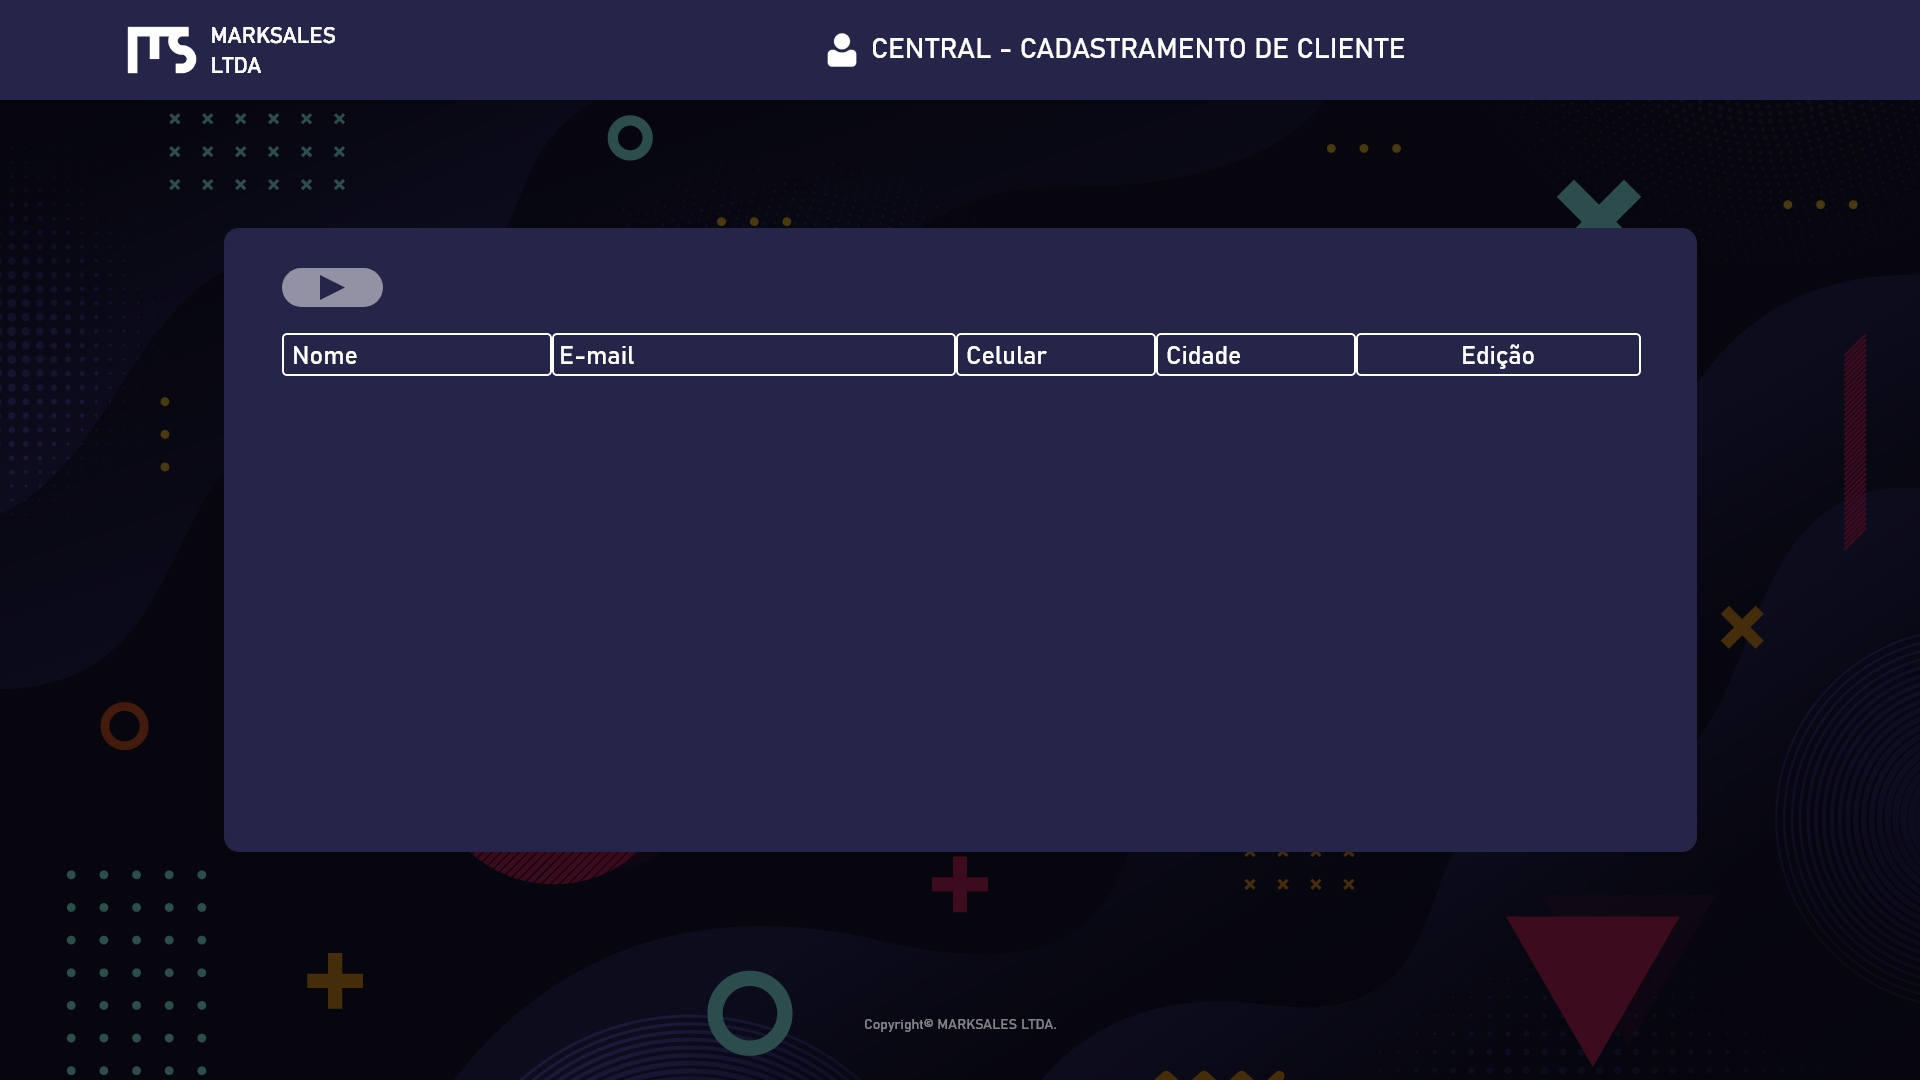 MARKSALES
LTDA
CENTRAL - CADASTRAMENTO DE CLIENTE
Nome
E-mail
Celular
Cidade
Edição
Copyright© MARKSALES LTDA.